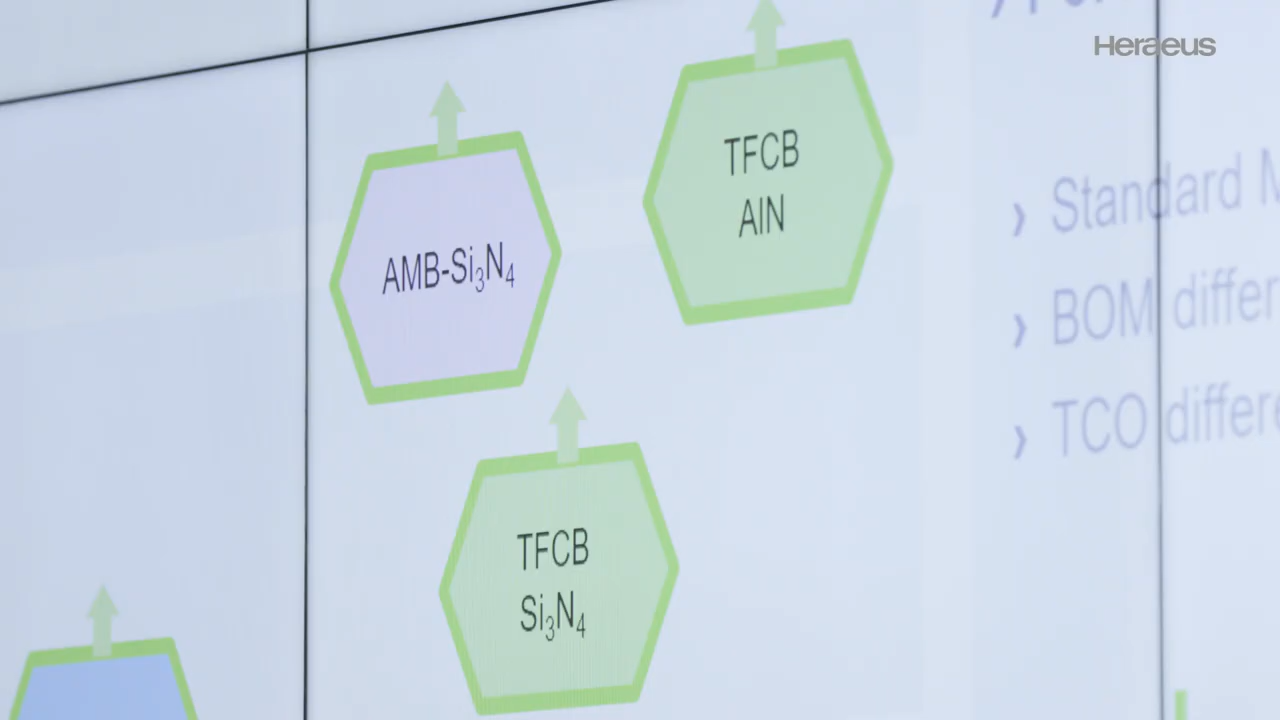 Heraeus
TFCB
AlN
AMB-Si₃N₄
Standard
BOM
TCO
TFCB
Si₃N₄